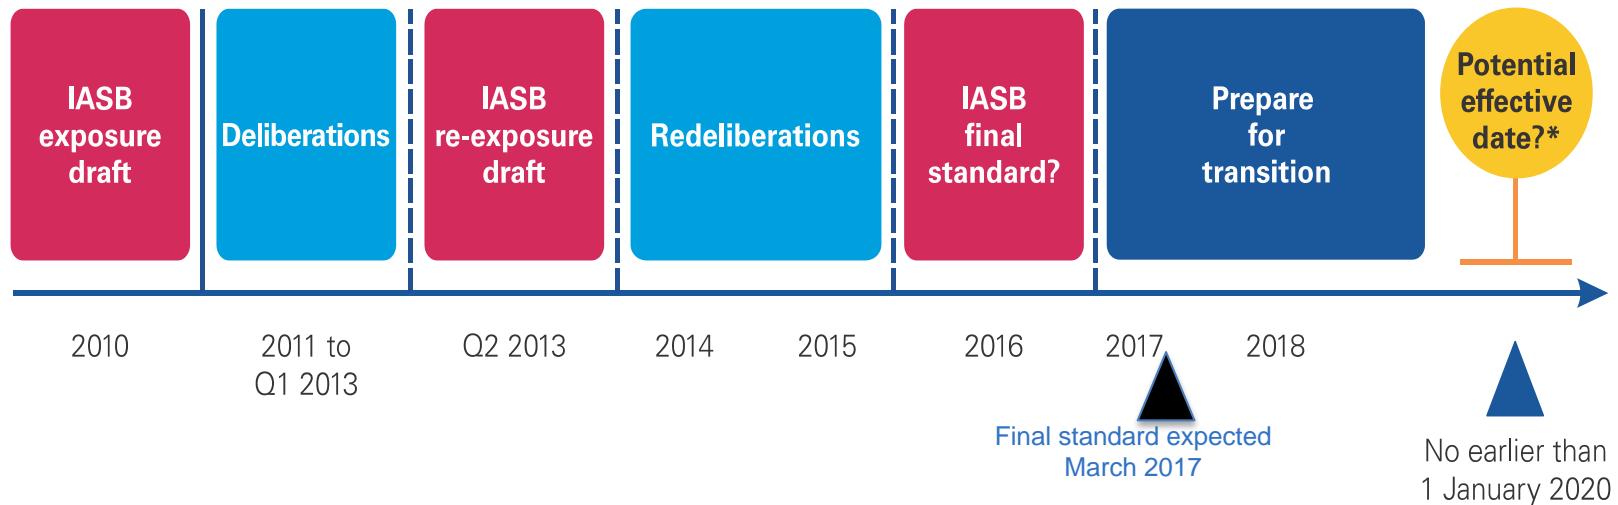 IASB
exposure
draft
Deliberations
IASB
re-exposure
draft
Redeliberations
IASB
final
standard?
Prepare
for
transition
Potential
effective
date?*
2010
2011 to
Q1 2013
Q2 2013
2014
2015
2016
2017
2018
Final standard expected
March 2017
No earlier than
1 January 2020